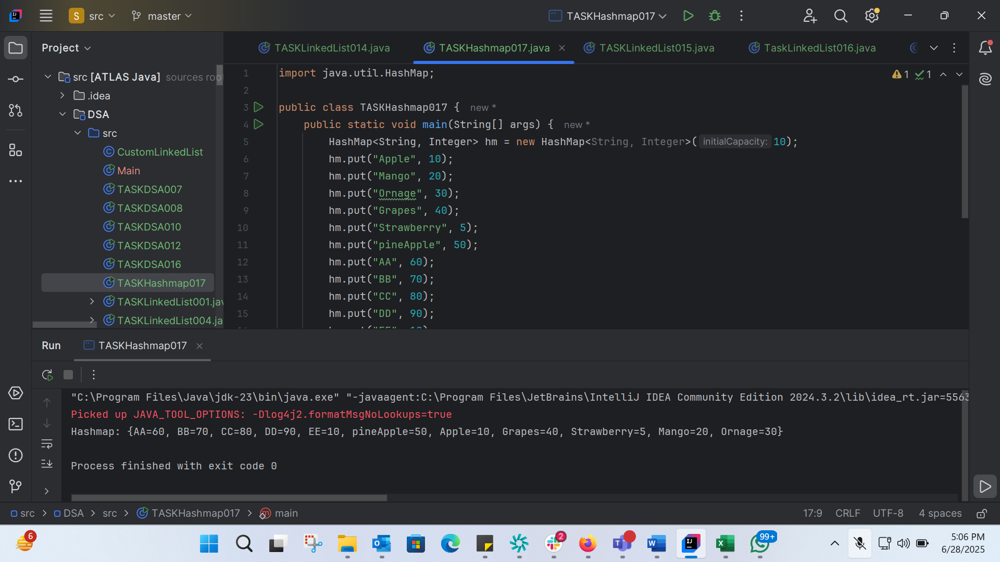 S src master TASKHashmap017
Project
TASKLinkedList014.java TASKHashmap017.java TASKLinkedList015.java TaskLinkedList016.java
src [ATLAS Java] sources roo
.idea
DSA
src
CustomLinkedList
Main
TASKDSA007
TASKDSA008
TASKDSA010
TASKDSA012
TASKDSA016
TASKHashmap017
TASKLinkedList001.jav
TASKLinkedList004.ja
1 1
1 import java.util.HashMap;
2
3 public class TASKHashmap017 { new *
4 public static void main(String[] args) { new *
5 HashMap<String, Integer> hm = new HashMap<String, Integer>( initialCapacity: 10);
6 hm.put("Apple", 10);
7 hm.put("Mango", 20);
8 hm.put("Ornage", 30);
9 hm.put("Grapes", 40);
10 hm.put("Strawberry", 5);
11 hm.put("pineApple", 50);
12 hm.put("AA", 60);
13 hm.put("BB", 70);
14 hm.put("CC", 80);
15 hm.put("DD", 90);
Run TASKHashmap017
"C:\Program Files\Java\jdk-23\bin\java.exe" "-javaagent:C:\Program Files\JetBrains\IntelliJ IDEA Community Edition 2024.3.2\lib\idea_rt.jar=5563
Picked up JAVA_TOOL_OPTIONS: -Dlog4j2.formatMsgNoLookups=true
Hashmap: {AA=60, BB=70, CC=80, DD=90, EE=10, pineApple=50, Apple=10, Grapes=40, Strawberry=5, Mango=20, Ornage=30}
Process finished with exit code 0
src > DSA > src > TASKHashmap017 > main
17:9 CRLF UTF-8 4 spaces
6
2
99+
5:06 PM
6/28/2025